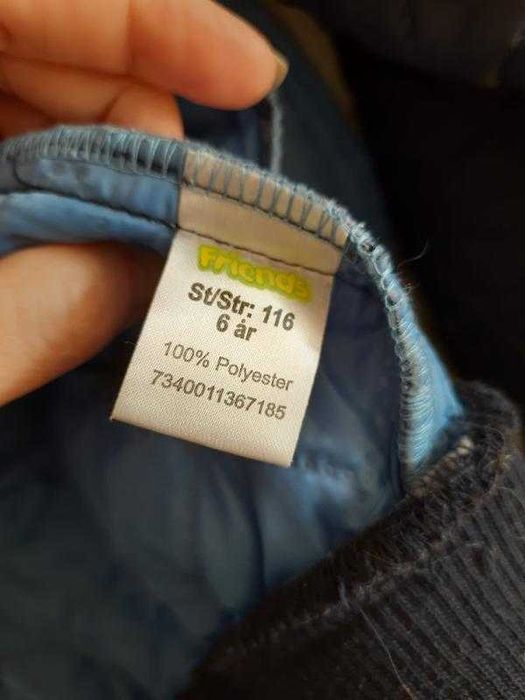 Friends
St/Str: 116
6 år
100% Polyester
7340011367185